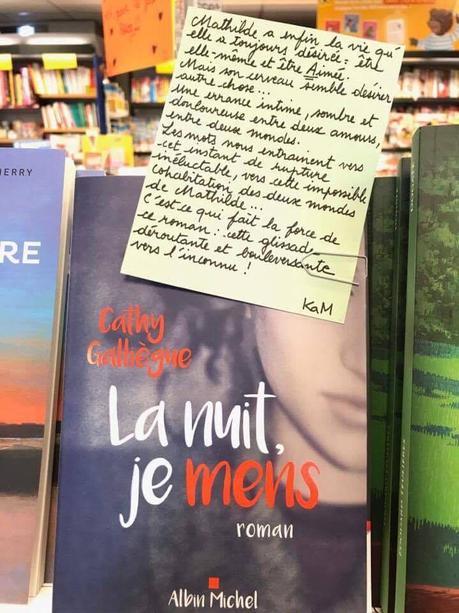 Mathilde a enfin la vie qu'
elle a toujours désirée : être
elle-même et être Aimée.
Mais son cerveau semble désirer
autre chose...
Une errance intime, sombre et
douloureuse entre deux amours,
entre deux mondes.
Les mots nous entraînent vers
cet instant de rupture
inéluctable, vers cette impossible
cohabitation des deux mondes
de Mathilde...
C'est ce qui fait la force de
ce roman : cette glissade
déroutante et bouleversante
vers l'inconnu !
KaM
HERRY
RE
Cathy
Galliègue
La nuit,
je mens
roman
Albin Michel